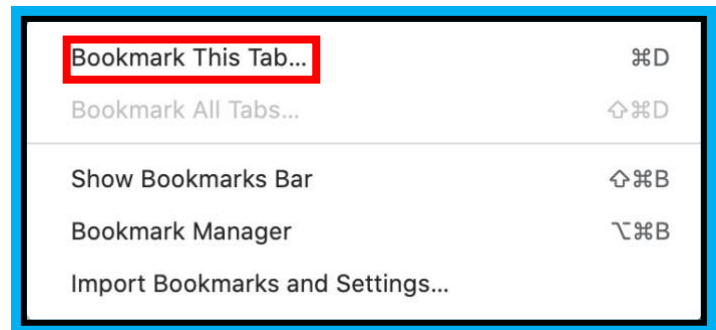 Bookmark This Tab... ⌘D
Bookmark All Tabs... ⇧⌘D
Show Bookmarks Bar ⇧⌘B
Bookmark Manager ⌥⌘B
Import Bookmarks and Settings...